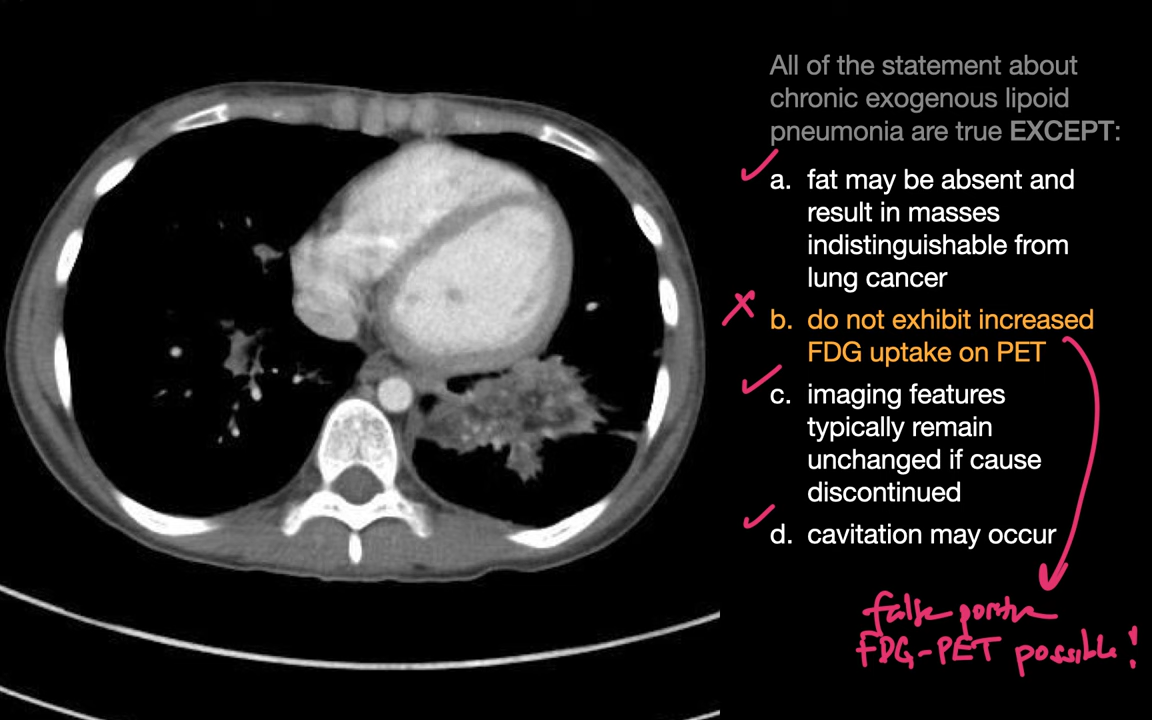 All of the statement about
chronic exogenous lipoid
pneumonia are true EXCEPT:
a. fat may be absent and
result in masses
indistinguishable from
lung cancer
b. do not exhibit increased
FDG uptake on PET
c. imaging features
typically remain
unchanged if cause
discontinued
d. cavitation may occur
false positive
FDG-PET possible!